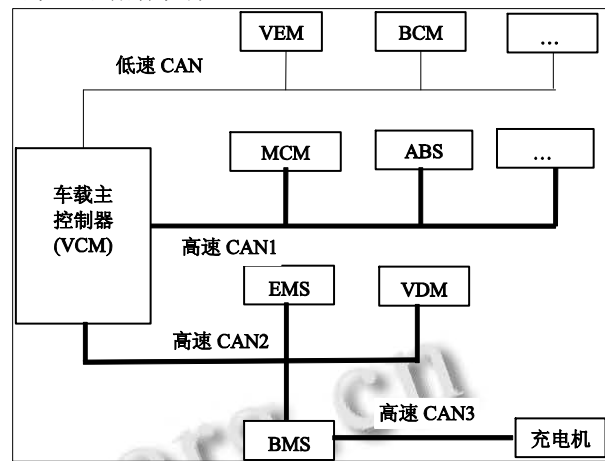 VEM
BCM
...
低速 CAN
MCM
ABS
...
车载主
控制器
(VCM)
高速 CAN1
EMS
VDM
高速 CAN2
高速 CAN3
BMS
充电机